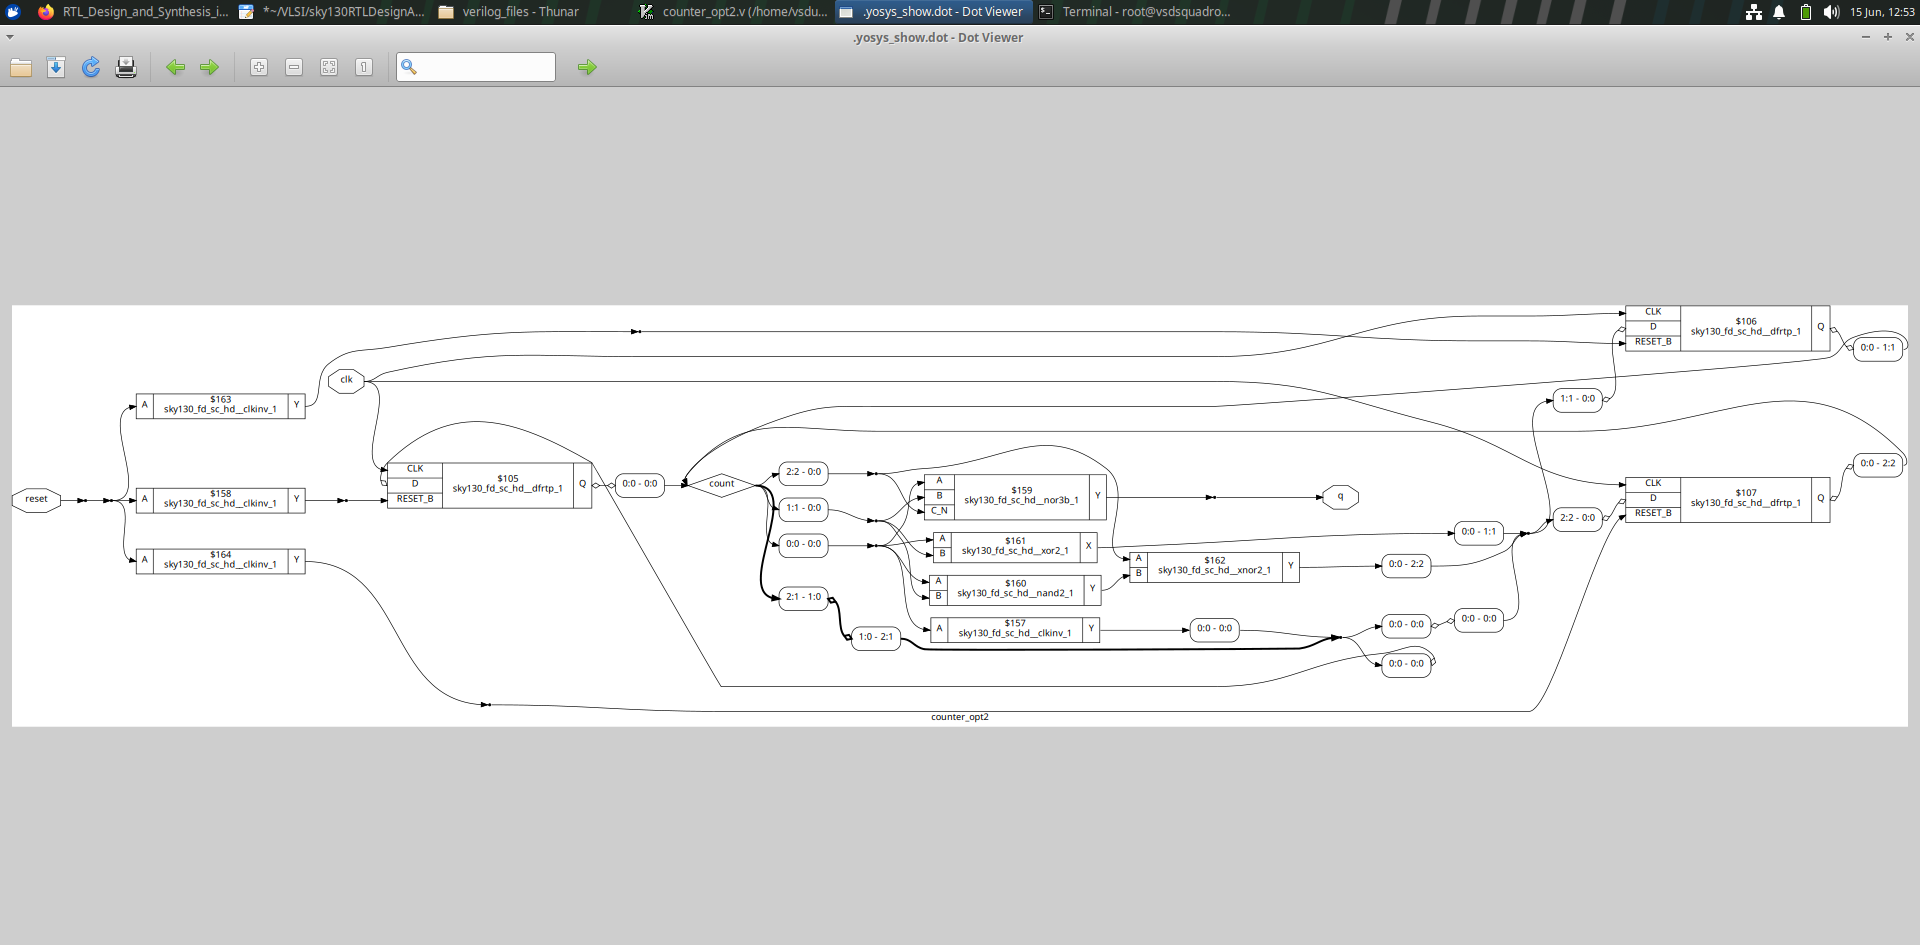 RTL_Design_and_Synthesis_i...
*~/VLSI/sky130RTLDesignA...
verilog_files - Thunar
counter_opt2.v (/home/vsdu...
.yosys_show.dot - Dot Viewer
Terminal - root@vsdsquadro...
15 Jun, 12:53
.yosys_show.dot - Dot Viewer
1
CLK
D
RESET_B
$106
sky130_fd_sc_hd__dfrtp_1
Q
0:0 - 1:1
clk
A
$163
sky130_fd_sc_hd__clkinv_1
Y
1:1 - 0:0
reset
A
$158
sky130_fd_sc_hd__clkinv_1
Y
CLK
D
RESET_B
$105
sky130_fd_sc_hd__dfrtp_1
Q
0:0 - 0:0
count
2:2 - 0:0
1:1 - 0:0
0:0 - 0:0
2:1 - 1:0
1:0 - 2:1
A
B
C_N
$159
sky130_fd_sc_hd__nor3b_1
Y
q
0:0 - 2:2
CLK
D
RESET_B
$107
sky130_fd_sc_hd__dfrtp_1
Q
2:2 - 0:0
A
B
$161
sky130_fd_sc_hd__xor2_1
X
0:0 - 1:1
A
B
$162
sky130_fd_sc_hd__xnor2_1
Y
0:0 - 2:2
A
B
$160
sky130_fd_sc_hd__nand2_1
Y
A
$164
sky130_fd_sc_hd__clkinv_1
Y
A
$157
sky130_fd_sc_hd__clkinv_1
Y
0:0 - 0:0
0:0 - 0:0
0:0 - 0:0
0:0 - 0:0
counter_opt2